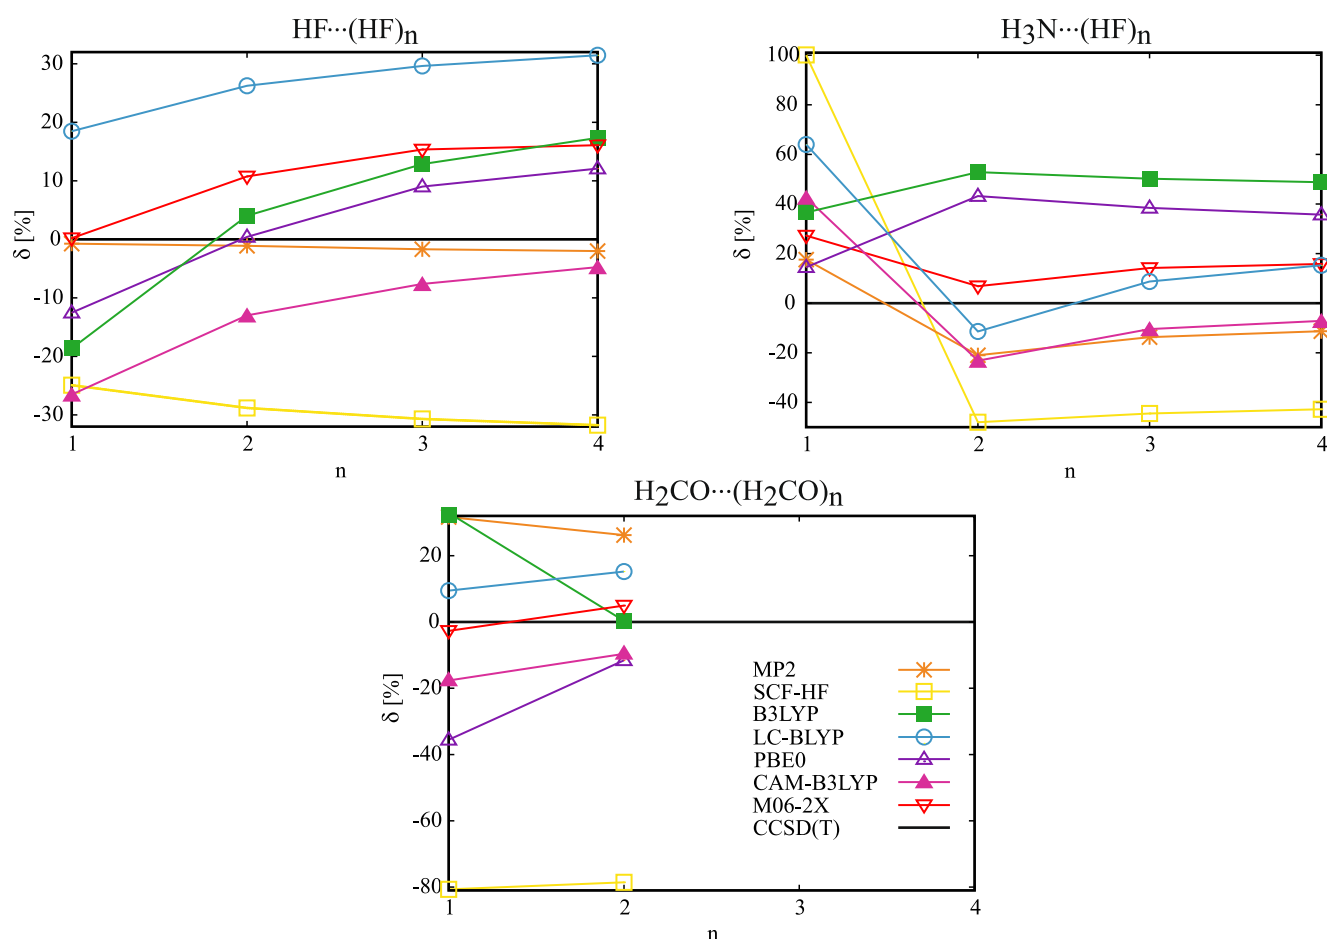 HF···(HF)n
30
20
10
0
-10
-20
-30
δ [%]
1 2 3 4
n
H3N···(HF)n
100
80
60
40
20
0
-20
-40
δ [%]
1 2 3 4
n
H2CO···(H2CO)n
20
0
-20
-40
-60
-80
δ [%]
MP2
SCF-HF
B3LYP
LC-BLYP
PBE0
CAM-B3LYP
M06-2X
CCSD(T)
1 2 3 4
n